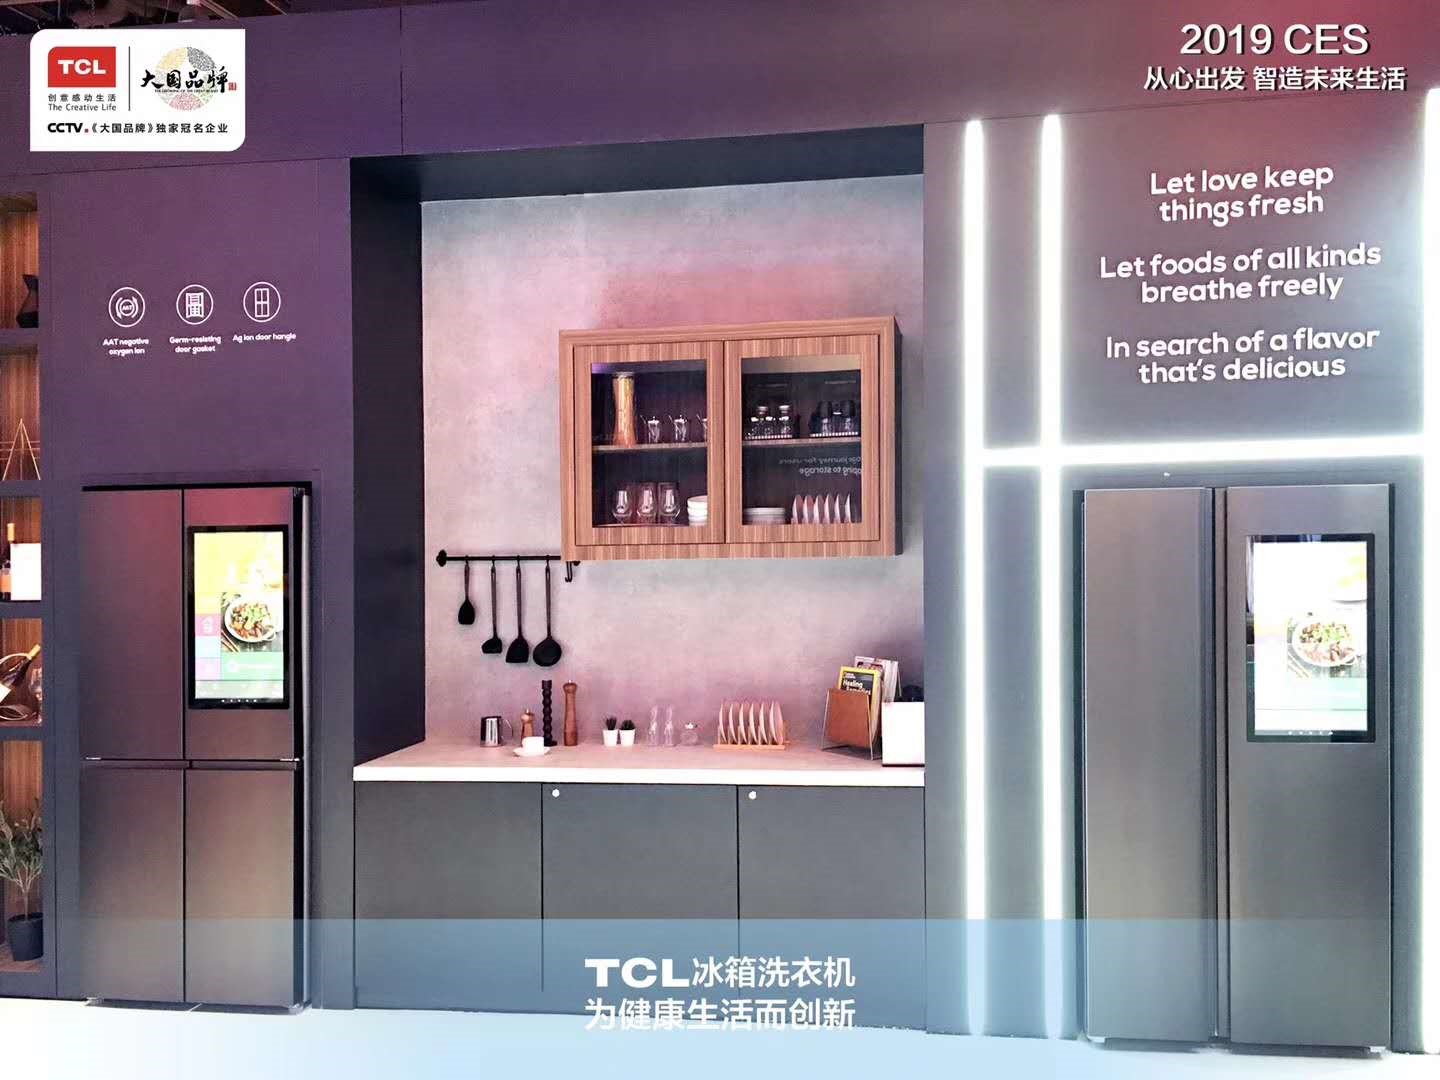 TCL
创意感动生活
The Creative Life
大国品牌
CCTV.《大国品牌》独家冠名企业
2019 CES
从心出发 智造未来生活
Let love keep
things fresh
Let foods of all kinds
breathe freely
In search of a flavor
that's delicious
AAT
AAT negative
oxygen ion
Germ-resisting
door gasket
Ag ion door hangle
Healing
TCL冰箱洗衣机
为健康生活而创新